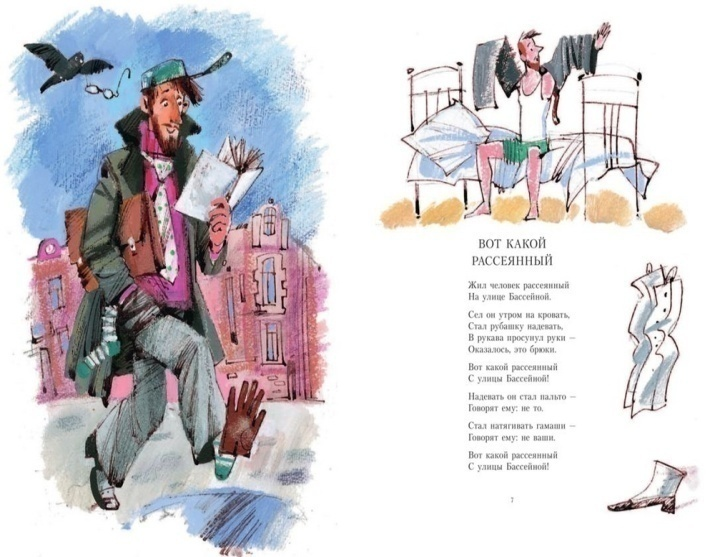 ВОТ КАКОЙ
РАССЕЯННЫЙ
Жил человек рассеянный
На улице Бассейной.
Сел он утром на кровать,
Стал рубашку надевать,
В рукава просунул руки —
Оказалось, это брюки.
Вот какой рассеянный
С улицы Бассейной!
Надевать он стал пальто —
Говорят ему: не то.
Стал натягивать гамаши —
Говорят ему: не ваши.
Вот какой рассеянный
С улицы Бассейной!
7